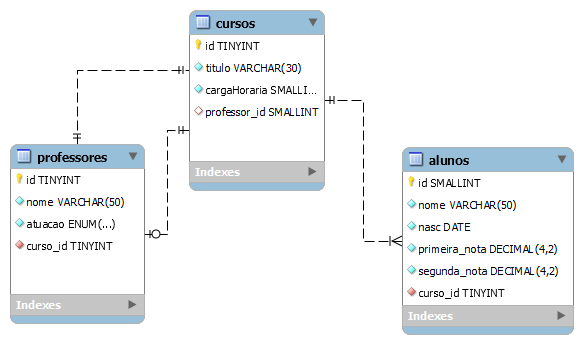 cursos
id TINYINT
titulo VARCHAR(30)
cargaHoraria SMALLI...
professor_id SMALLINT
Indexes
professores
id TINYINT
nome VARCHAR(50)
atuacao ENUM(...)
curso_id TINYINT
Indexes
alunos
id SMALLINT
nome VARCHAR(50)
nasc DATE
primeira_nota DECIMAL(4,2)
segunda_nota DECIMAL(4,2)
curso_id TINYINT
Indexes